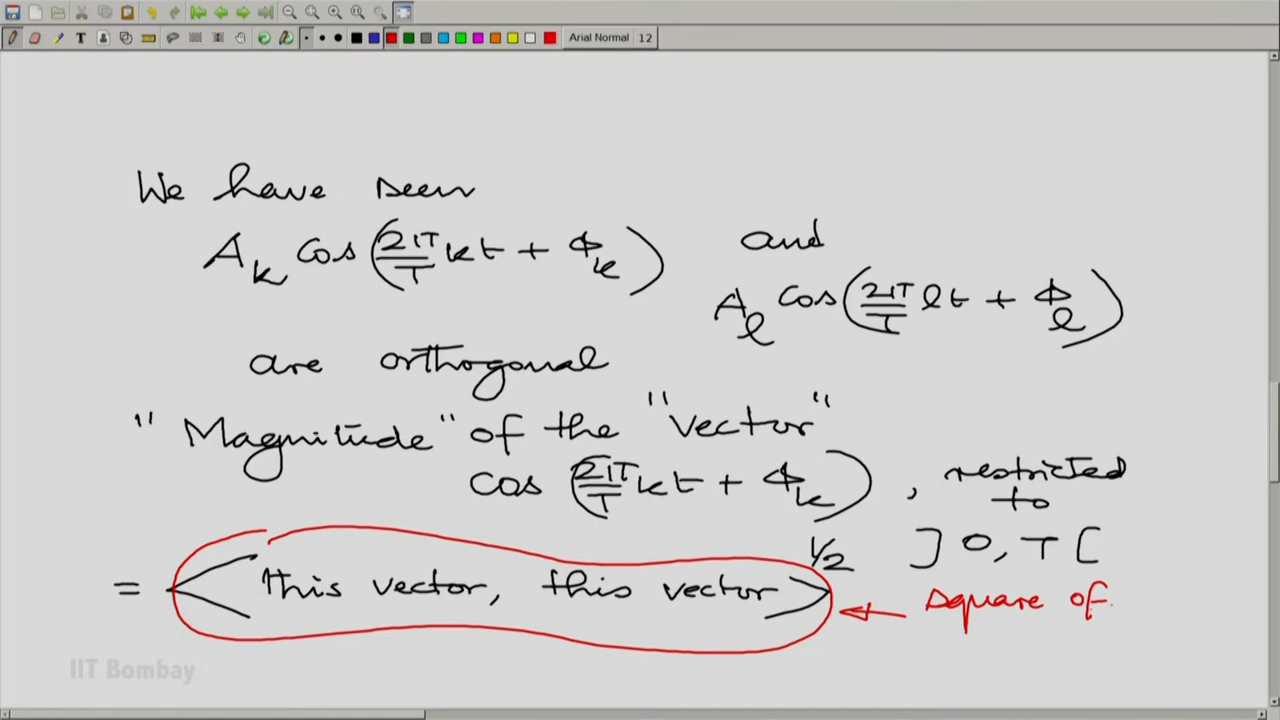 Arial Normal 12
We have seen
A_k cos(2π/T kt + Φ_k) and
A_l cos(2π/T lt + Φ_l)
are orthogonal
"Magnitude" of the "vector"
cos(2π/T kt + Φ_k), restricted to
]0, T[
= < this vector, this vector >^1/2
square of
IIT Bombay